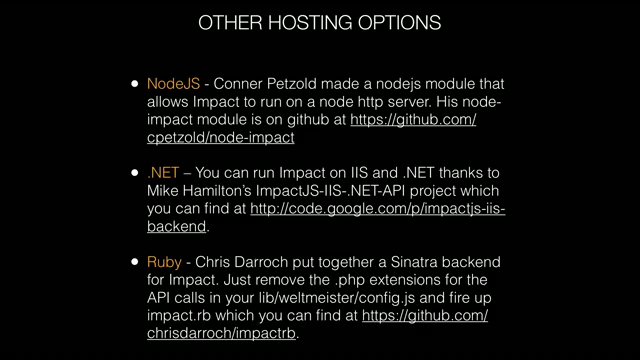 OTHER HOSTING OPTIONS
• NodeJS - Conner Petzold made a nodejs module that
allows Impact to run on a node http server. His node-
impact module is on github at https://github.com/
cpetzold/node-impact
• .NET – You can run Impact on IIS and .NET thanks to
Mike Hamilton's ImpactJS-IIS-.NET-API project which
you can find at http://code.google.com/p/impactjs-iis-
backend.
• Ruby - Chris Darroch put together a Sinatra backend
for Impact. Just remove the .php extensions for the
API calls in your lib/weltmeister/config.js and fire up
impact.rb which you can find at https://github.com/
chrisdarroch/impactrb.